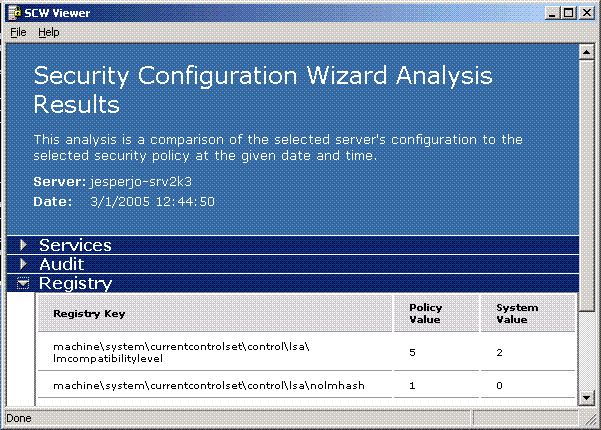 SCW Viewer
File Help
Security Configuration Wizard Analysis
Results
This analysis is a comparison of the selected server's configuration to the
selected security policy at the given date and time.
Server: jesperjo-srv2k3
Date: 3/1/2005 12:44:50
Services
Audit
Registry
Registry Key Policy Value System Value
machine\system\currentcontrolset\control\lsa\
lmcompatibilitylevel 5 2
machine\system\currentcontrolset\control\lsa\nolmhash 1 0
Done